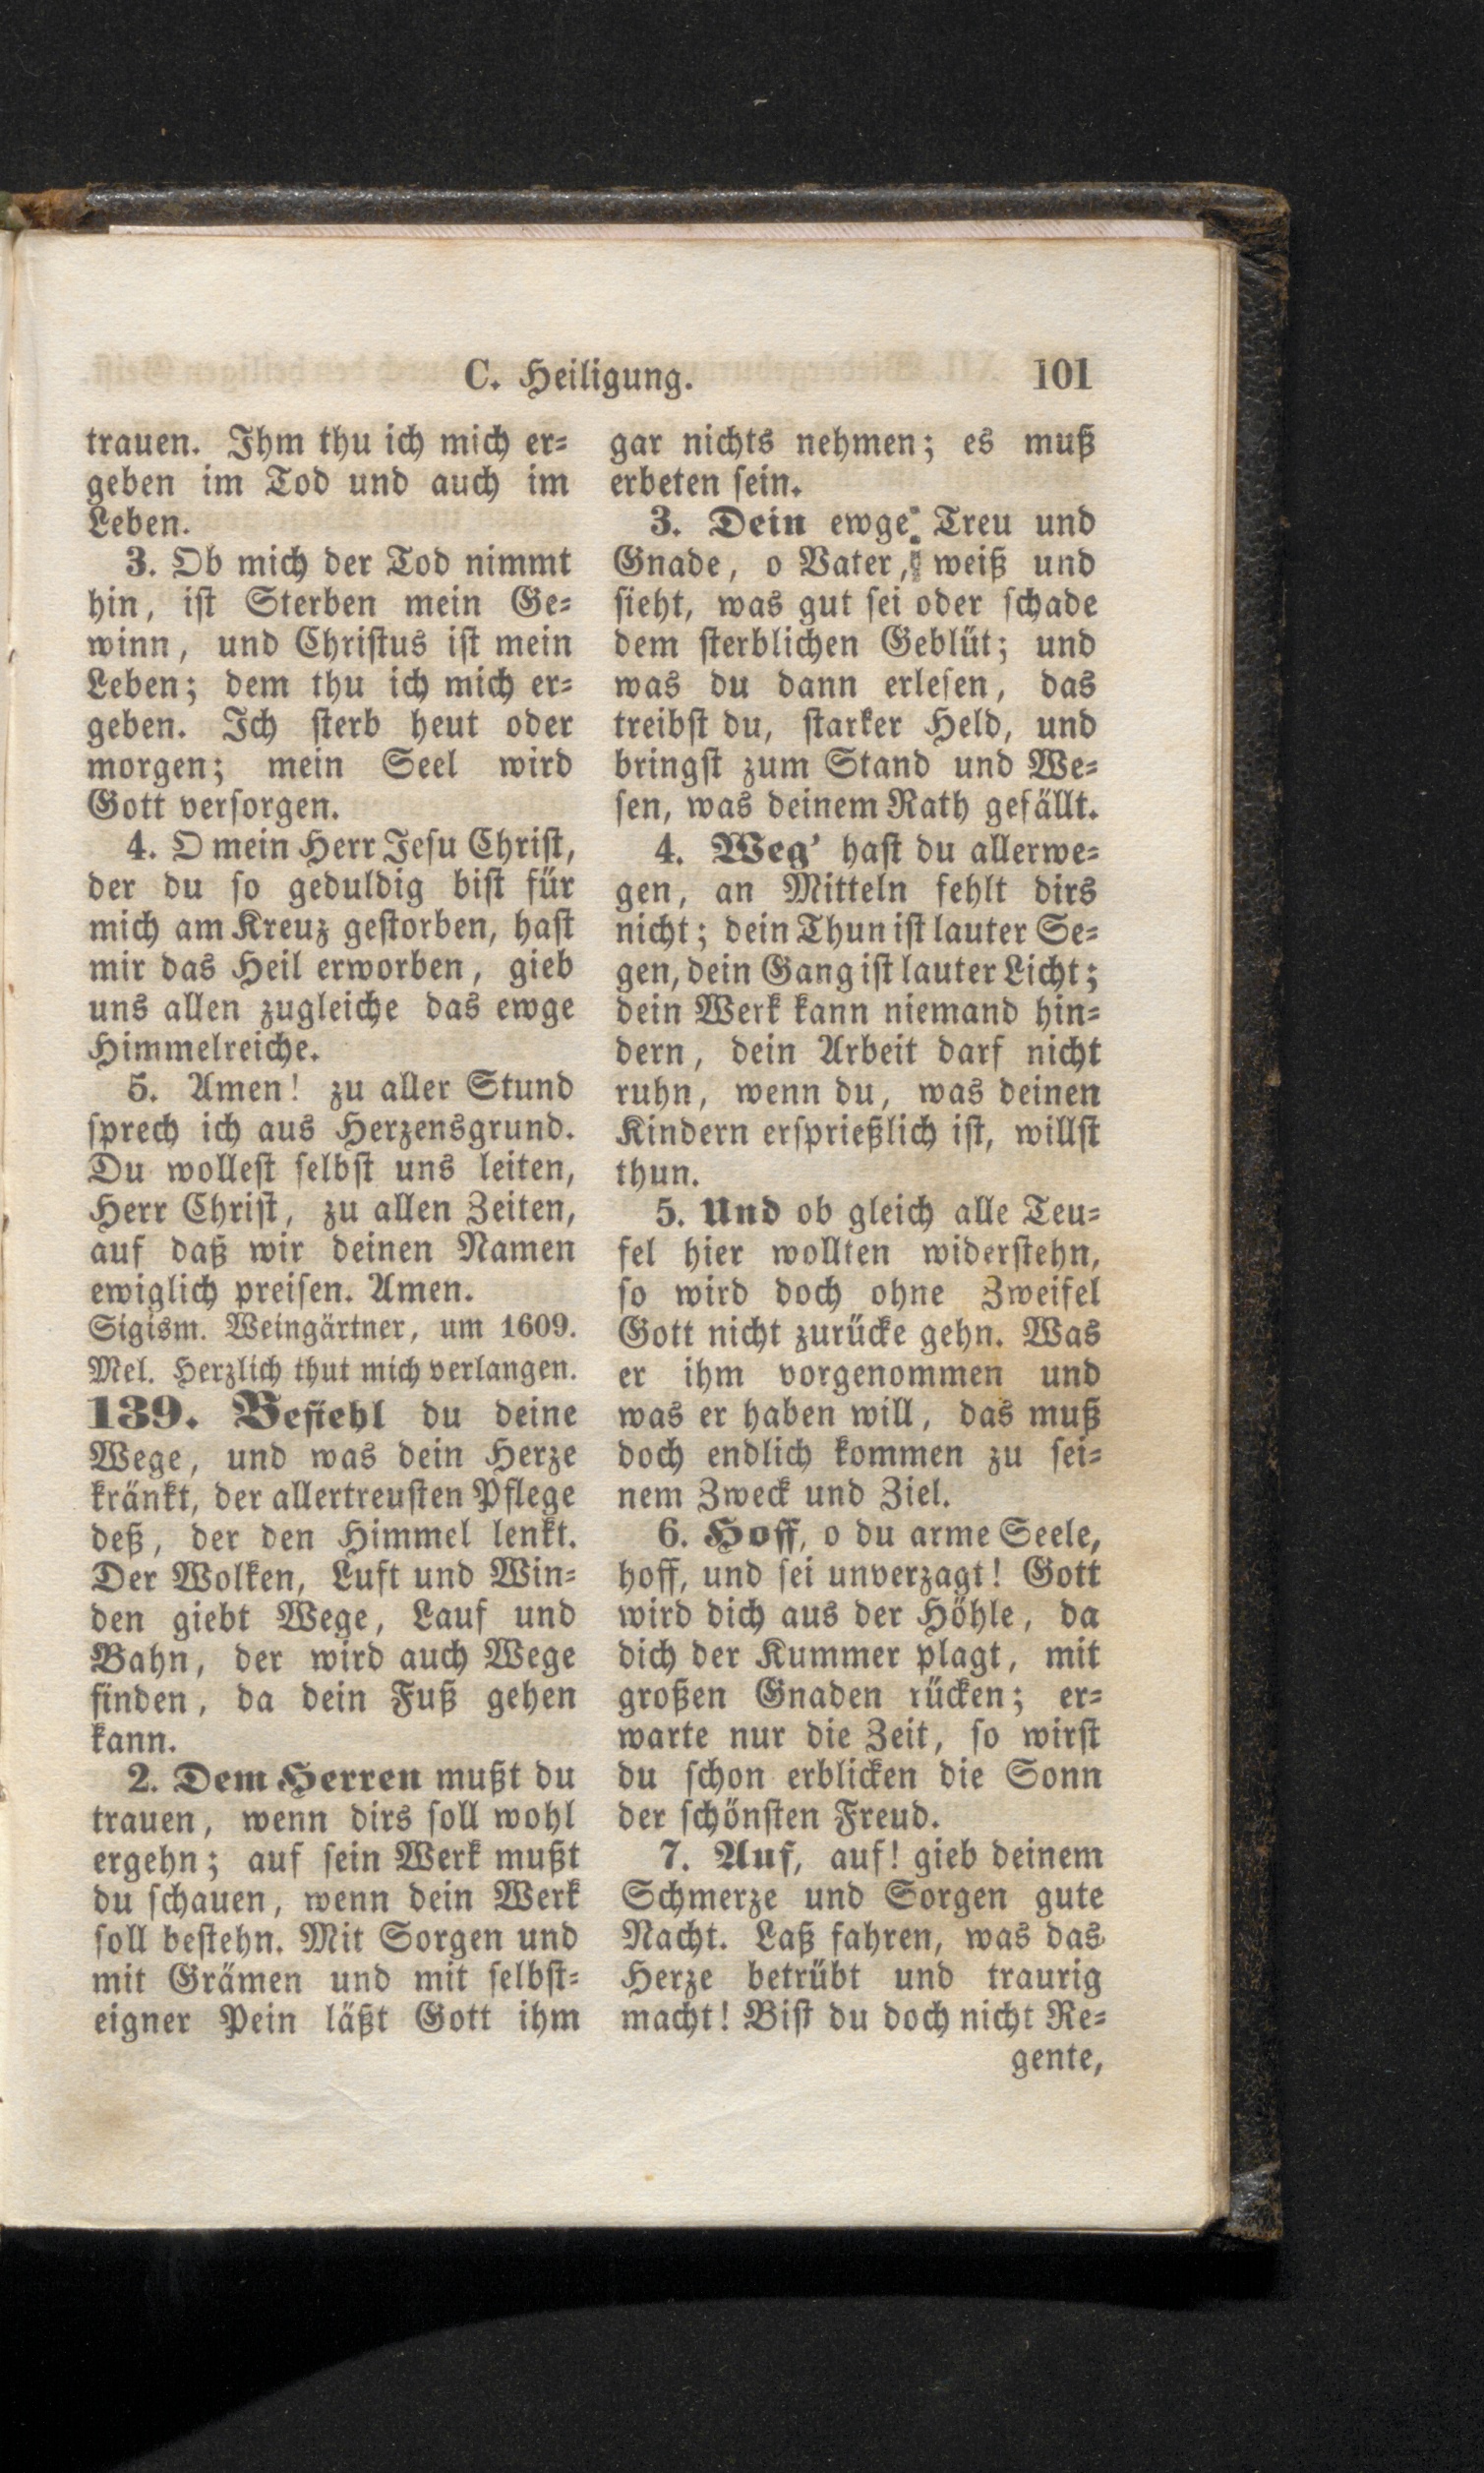 C. Heiligung. 101
trauen. Ihm thu ich mich er=
geben im Tod und auch im
Leben.
3. Ob mich der Tod nimmt
hin, ist Sterben mein Ge=
winn, und Christus ist mein
Leben; dem thu ich mich er=
geben. Ich sterb heut oder
morgen; mein Seel wird
Gott versorgen.
4. O mein Herr Jesu Christ,
der du so geduldig bist für
mich am Kreuz gestorben, hast
mir das Heil erworben, gieb
uns allen zugleiche das ewge
Himmelreiche.
5. Amen! zu aller Stund
sprech ich aus Herzensgrund.
Du wollest selbst uns leiten,
Herr Christ, zu allen Zeiten,
auf daß wir deinen Namen
ewiglich preisen. Amen.
Sigism. Weingärtner, um 1609.
Mel. Herzlich thut mich verlangen.
139. Befiehl du deine
Wege, und was dein Herze
kränkt, der allertreusten Pflege
deß, der den Himmel lenkt.
Der Wolken, Luft und Win=
den giebt Wege, Lauf und
Bahn, der wird auch Wege
finden, da dein Fuß gehen
kann.
2. Dem Herren mußt du
trauen, wenn dirs soll wohl
ergehn; auf sein Werk mußt
du schauen, wenn dein Werk
soll bestehn. Mit Sorgen und
mit Grämen und mit selbst=
eigner Pein läßt Gott ihm
gar nichts nehmen; es muß
erbeten sein.
3. Dein ewge Treu und
Gnade, o Vater, weiß und
sieht, was gut sei oder schade
dem sterblichen Geblüt; und
was du dann erlesen, das
treibst du, starker Held, und
bringst zum Stand und We=
sen, was deinem Rath gefällt.
4. Weg' hast du allerwe=
gen, an Mitteln fehlt dirs
nicht; dein Thun ist lauter Se=
gen, dein Gang ist lauter Licht;
dein Werk kann niemand hin=
dern, dein Arbeit darf nicht
ruhn, wenn du, was deinen
Kindern ersprießlich ist, willst
thun.
5. Und ob gleich alle Teu=
fel hier wollten widerstehn,
so wird doch ohne Zweifel
Gott nicht zurücke gehn. Was
er ihm vorgenommen und
was er haben will, das muß
doch endlich kommen zu sei=
nem Zweck und Ziel.
6. Hoff, o du arme Seele,
hoff, und sei unverzagt! Gott
wird dich aus der Höhle, da
dich der Kummer plagt, mit
großen Gnaden rücken; er=
warte nur die Zeit, so wirst
du schon erblicken die Sonn
der schönsten Freud.
7. Auf, auf! gieb deinem
Schmerze und Sorgen gute
Nacht. Laß fahren, was das
Herze betrübt und traurig
macht! Bist du doch nicht Re=
gente,